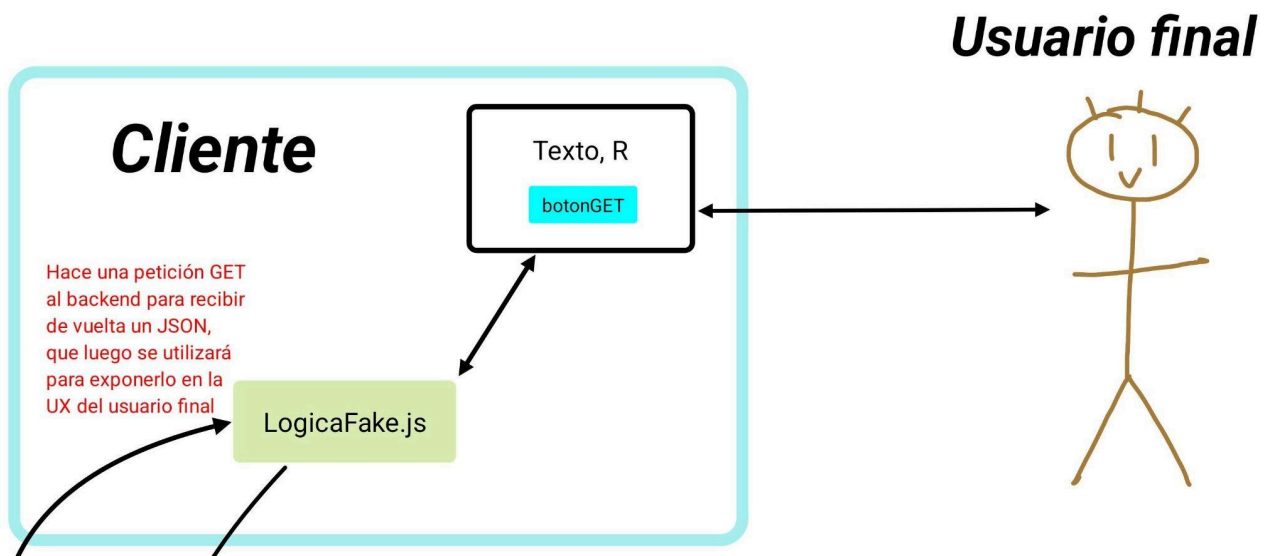 Usuario final
Cliente
Texto, R
botonGET
Hace una petición GET
al backend para recibir
de vuelta un JSON,
que luego se utilizará
para exponerlo en la
UX del usuario final
LogicaFake.js